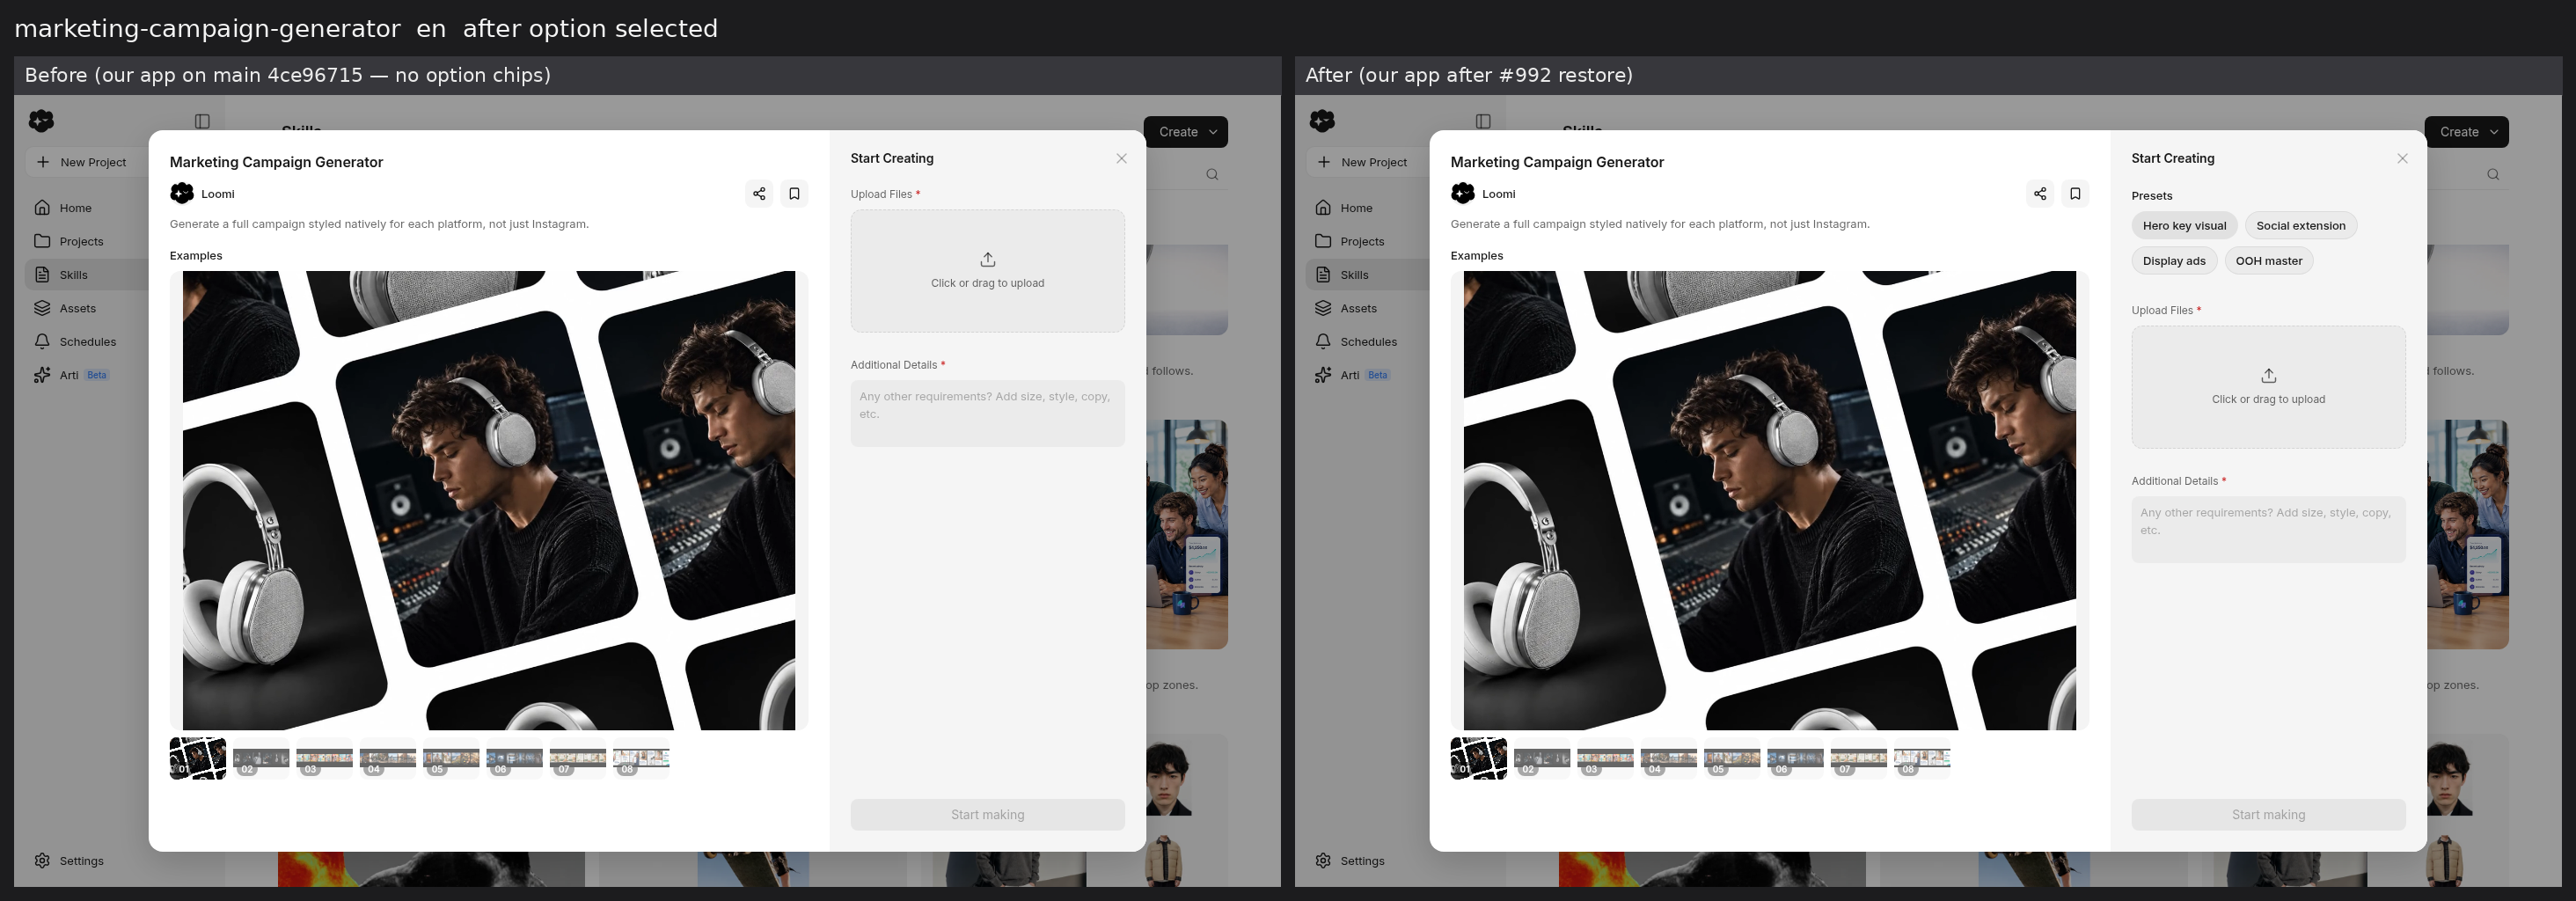 marketing-campaign-generator en after option selected
Before (our app on main 4ce96715 — no option chips)
Skills
Create
New Project
Home
Projects
Skills
Assets
Schedules
Arti Beta
Settings
Marketing Campaign Generator
Loomi
Generate a full campaign styled natively for each platform, not just Instagram.
Examples
01 02 03 04 05 06 07 08
Start Creating
Upload Files *
Click or drag to upload
Additional Details *
Any other requirements? Add size, style, copy,
etc.
Start making
follows.
op zones.
After (our app after #992 restore)
Skills
Create
New Project
Home
Projects
Skills
Assets
Schedules
Arti Beta
Settings
Marketing Campaign Generator
Loomi
Generate a full campaign styled natively for each platform, not just Instagram.
Examples
01 02 03 04 05 06 07 08
Start Creating
Presets
Hero key visual Social extension
Display ads OOH master
Upload Files *
Click or drag to upload
Additional Details *
Any other requirements? Add size, style, copy,
etc.
Start making
follows.
op zones.